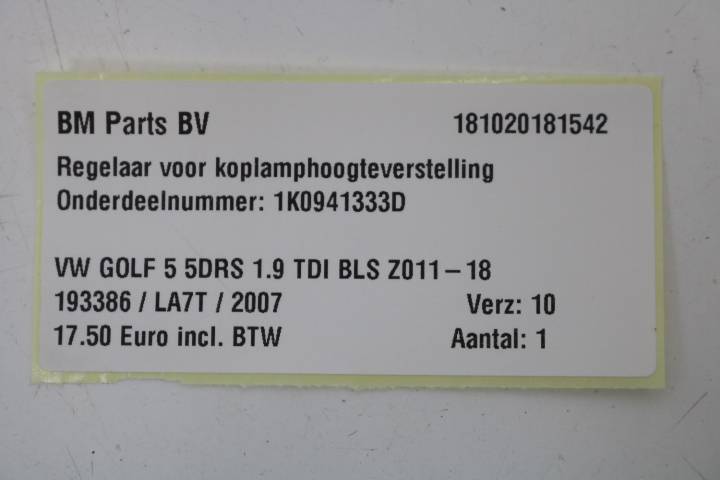 BM Parts BV 181020181542
Regelaar voor koplamphoogteverstelling
Onderdeelnummer: 1K0941333D
VW GOLF 5 5DRS 1.9 TDI BLS Z011-18
193386 / LA7T / 2007 Verz: 10
17.50 Euro incl. BTW Aantal: 1